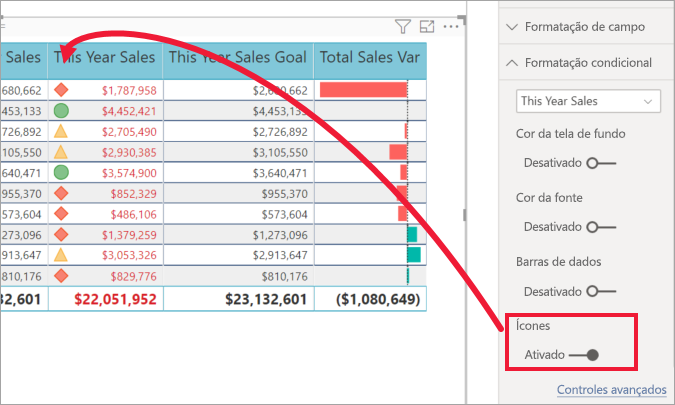 Sales This Year Sales This Year Sales Goal Total Sales Var
680,662 $1,787,958 $2,680,662
453,133 $4,452,421 $4,453,133
726,892 $2,705,490 $2,726,892
105,550 $2,930,385 $3,105,550
640,471 $3,574,900 $3,640,471
955,370 $852,329 $955,370
573,604 $486,106 $573,604
273,096 $1,379,259 $1,273,096
913,647 $3,053,326 $2,913,647
810,176 $829,776 $810,176
32,601 $22,051,952 $23,132,601 ($1,080,649)
Formatação de campo
Formatação condicional
This Year Sales
Cor da tela de fundo
Desativado
Cor da fonte
Desativado
Barras de dados
Desativado
Ícones
Ativado
Controles avançados